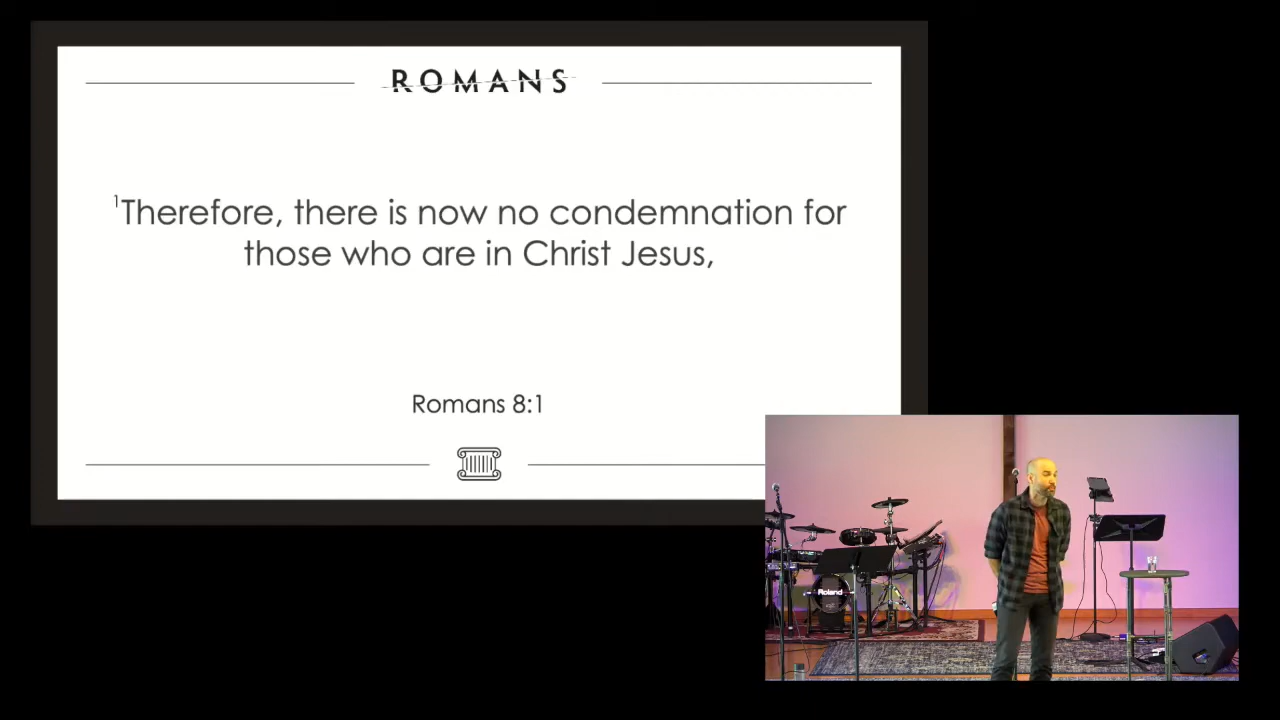 ROMANS
¹Therefore, there is now no condemnation for
those who are in Christ Jesus,
Romans 8:1
Roland